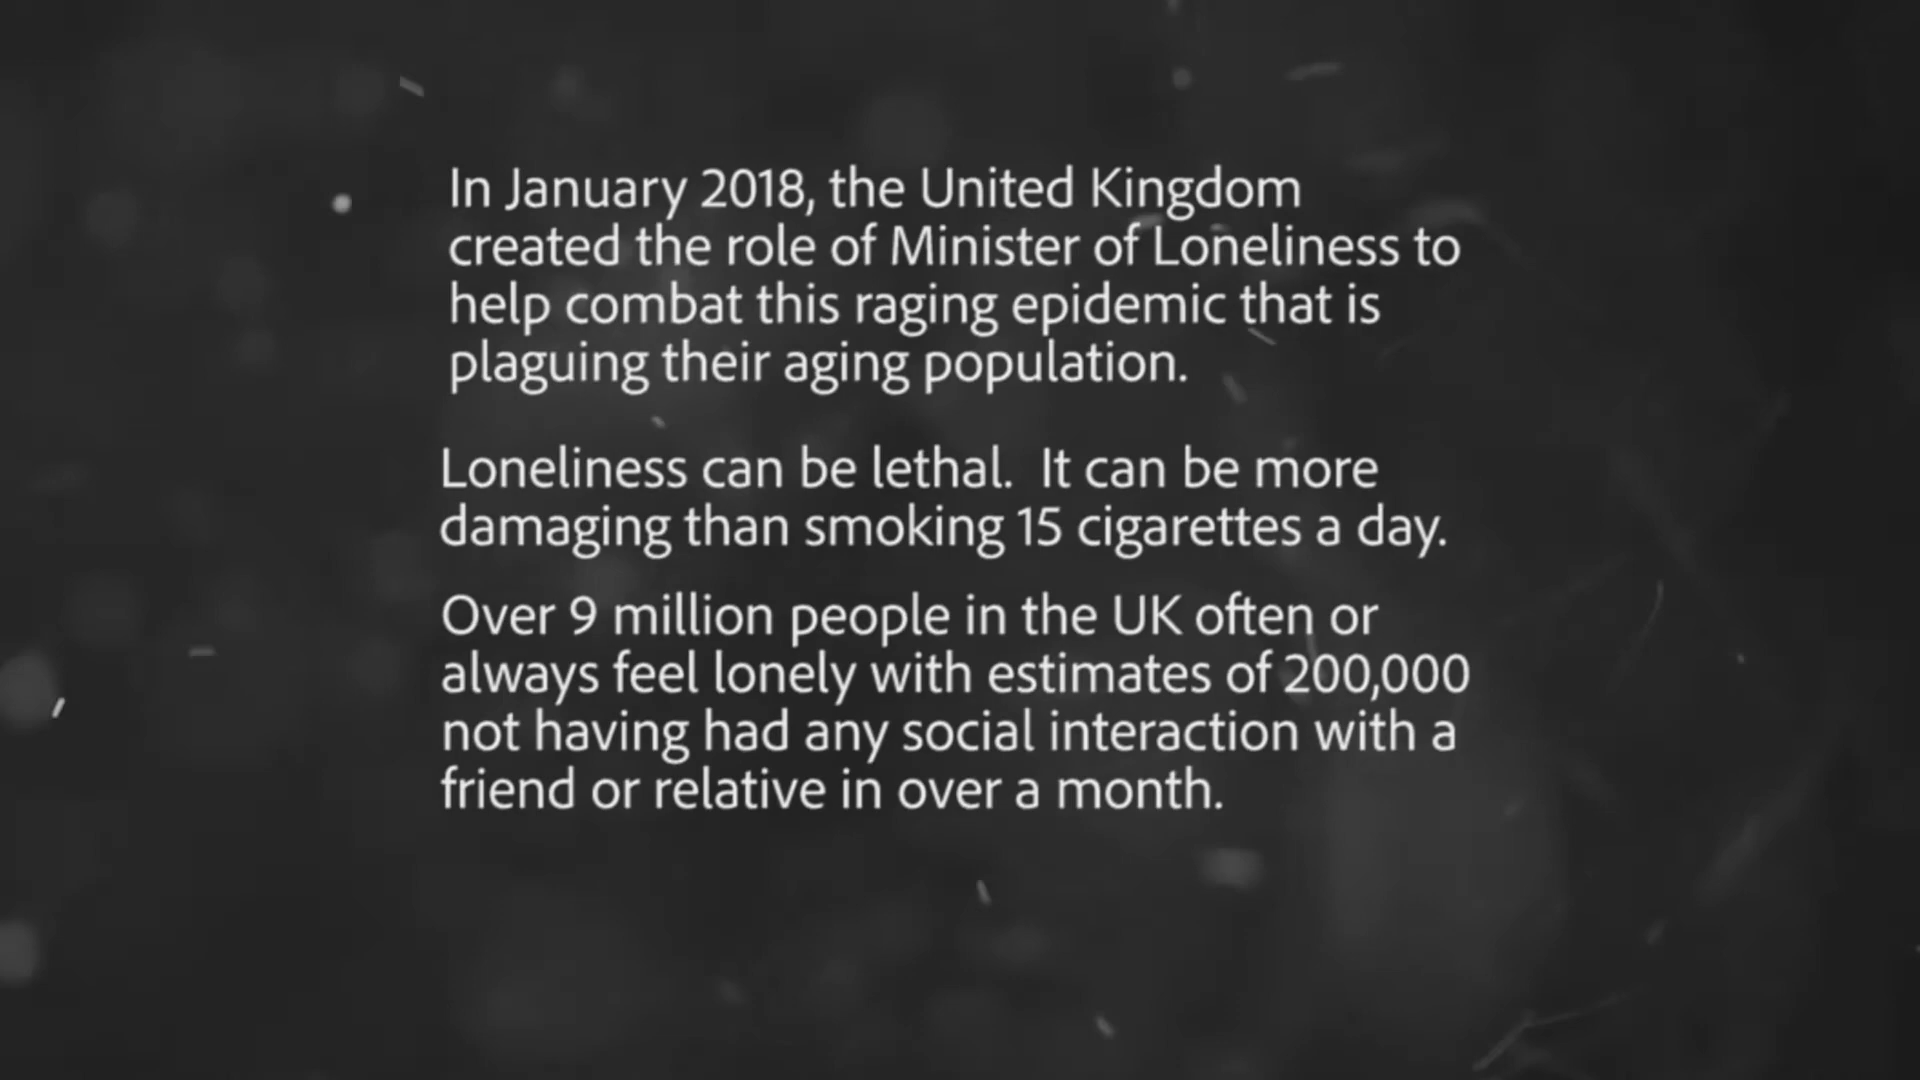 In January 2018, the United Kingdom
created the role of Minister of Loneliness to
help combat this raging epidemic that is
plaguing their aging population.
Loneliness can be lethal.  It can be more
damaging than smoking 15 cigarettes a day.
Over 9 million people in the UK often or
always feel lonely with estimates of 200,000
not having had any social interaction with a
friend or relative in over a month.